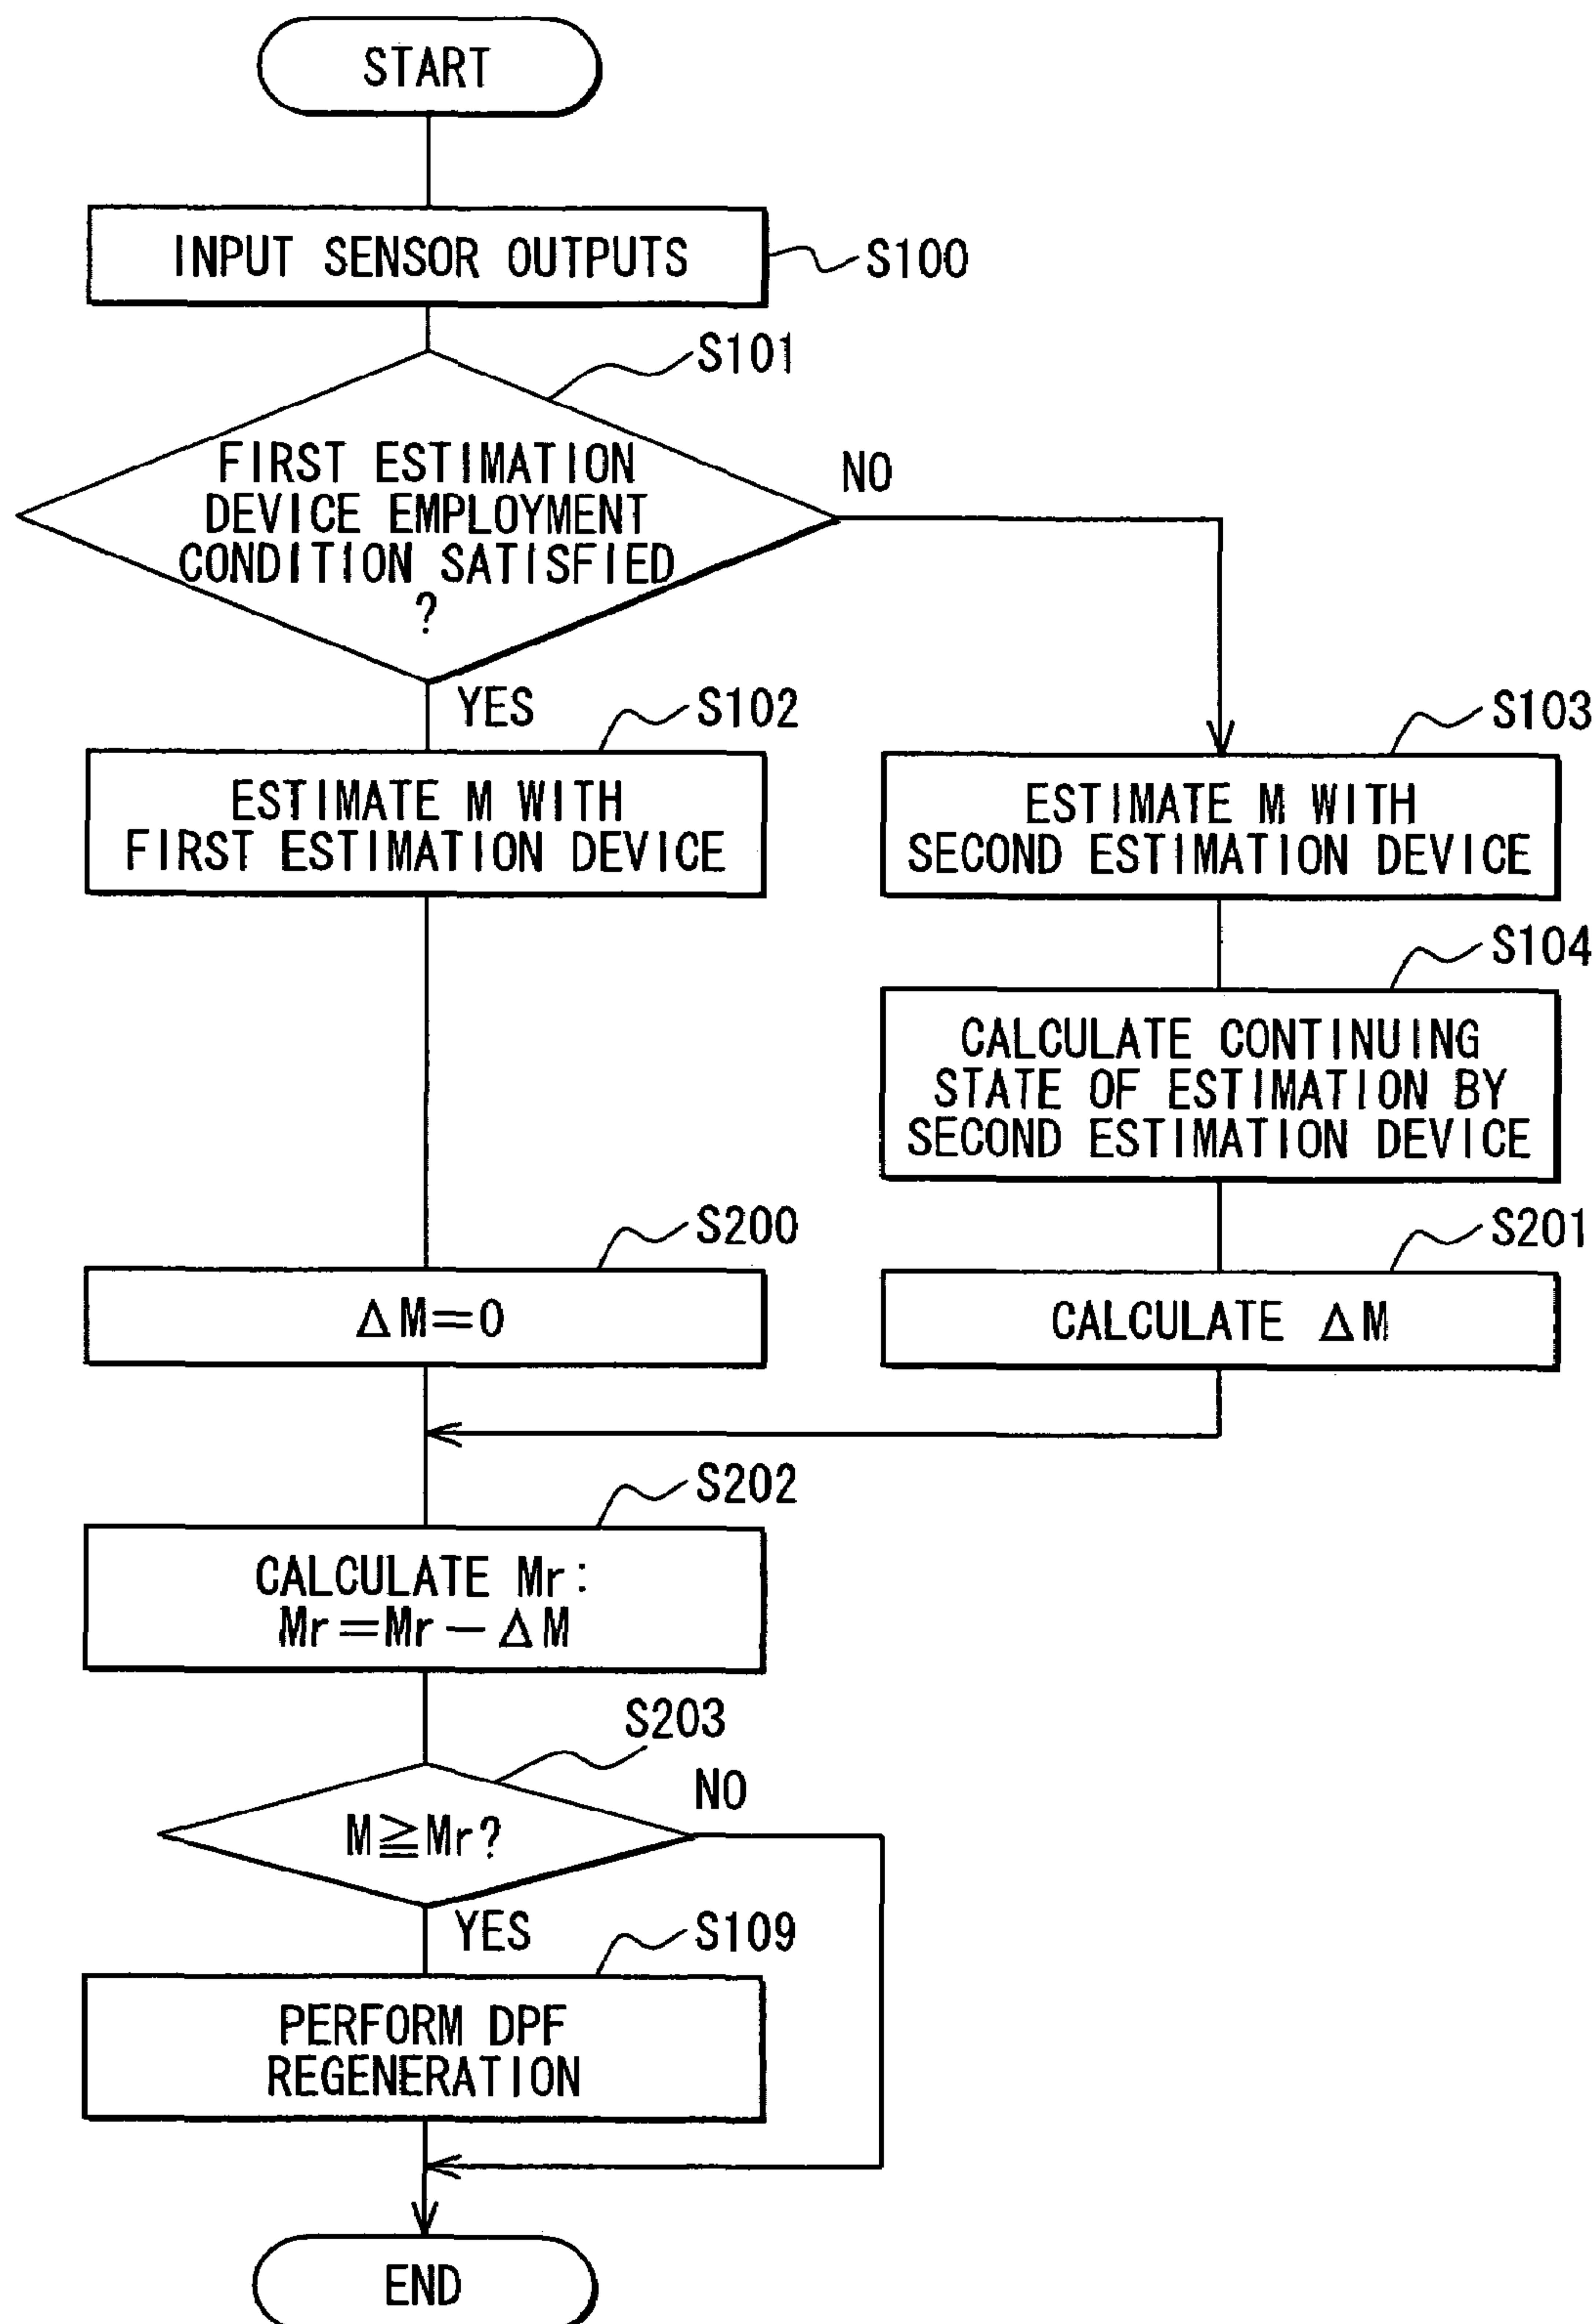 START
INPUT SENSOR OUTPUTS
S100
S101
FIRST ESTIMATION
DEVICE EMPLOYMENT
CONDITION SATISFIED
?
NO
YES
S102
S103
ESTIMATE M WITH
FIRST ESTIMATION DEVICE
ESTIMATE M WITH
SECOND ESTIMATION DEVICE
S104
CALCULATE CONTINUING
STATE OF ESTIMATION BY
SECOND ESTIMATION DEVICE
S200
S201
ΔM=0
CALCULATE ΔM
S202
CALCULATE Mr:
Mr=Mr-ΔM
S203
NO
M≧Mr?
YES
S109
PERFORM DPF
REGENERATION
END